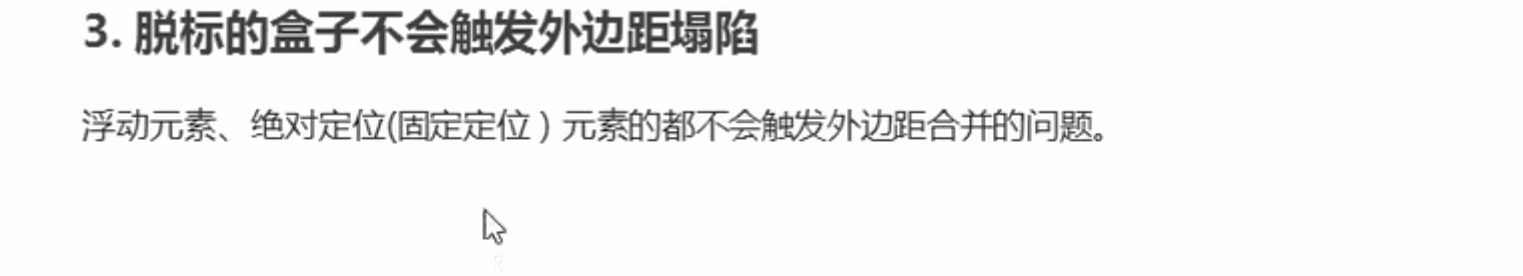 3. 脱标的盒子不会触发外边距塌陷
浮动元素、绝对定位(固定定位）元素的都不会触发外边距合并的问题。